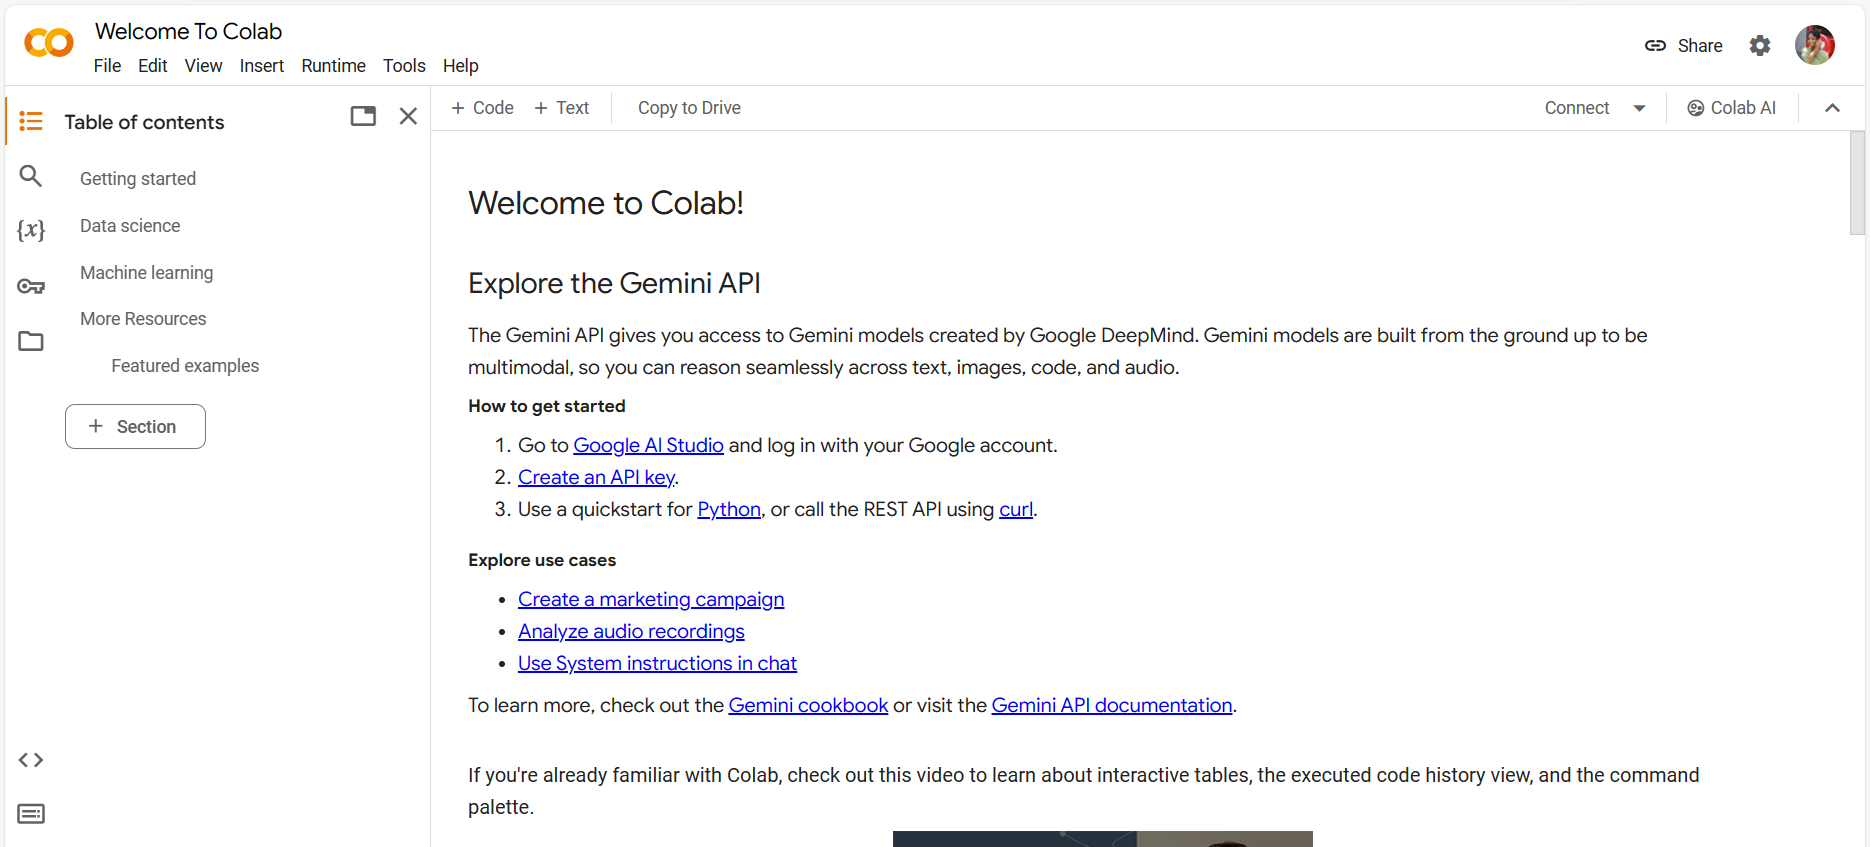 Welcome To Colab
File Edit View Insert Runtime Tools Help
Share
Table of contents
Getting started
Data science
Machine learning
More Resources
Featured examples
+ Section
{x}
+ Code + Text Copy to Drive
Connect Colab AI
Welcome to Colab!
Explore the Gemini API
The Gemini API gives you access to Gemini models created by Google DeepMind. Gemini models are built from the ground up to be
multimodal, so you can reason seamlessly across text, images, code, and audio.
How to get started
1. Go to Google AI Studio and log in with your Google account.
2. Create an API key.
3. Use a quickstart for Python, or call the REST API using curl.
Explore use cases
• Create a marketing campaign
• Analyze audio recordings
• Use System instructions in chat
To learn more, check out the Gemini cookbook or visit the Gemini API documentation.
If you're already familiar with Colab, check out this video to learn about interactive tables, the executed code history view, and the command
palette.